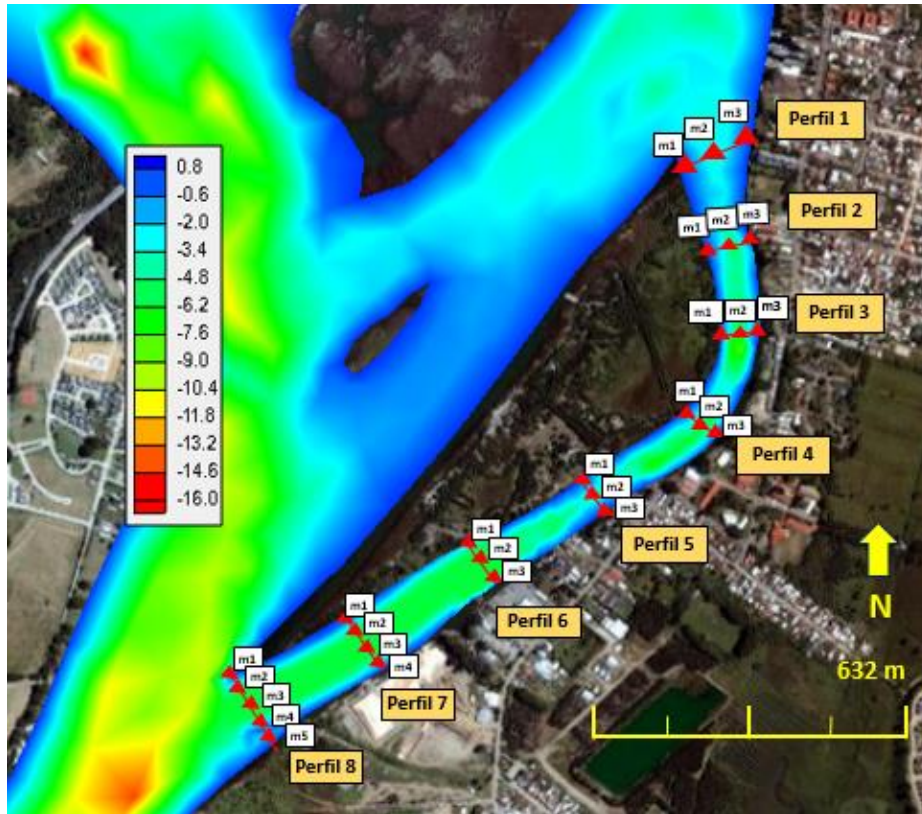 m3
m2
m1
Perfil 1
0.8
-0.6
-2.0
-3.4
-4.8
-6.2
-7.6
-9.0
-10.4
-11.8
-13.2
-14.6
-16.0
m1
m2
m3
Perfil 2
m1
m2
m3
Perfil 3
m1
m2
m3
Perfil 4
m1
m2
m3
Perfil 5
m1
m2
m3
Perfil 6
m1
m2
m3
m4
Perfil 7
m1
m2
m3
m4
m5
Perfil 8
N
632 m